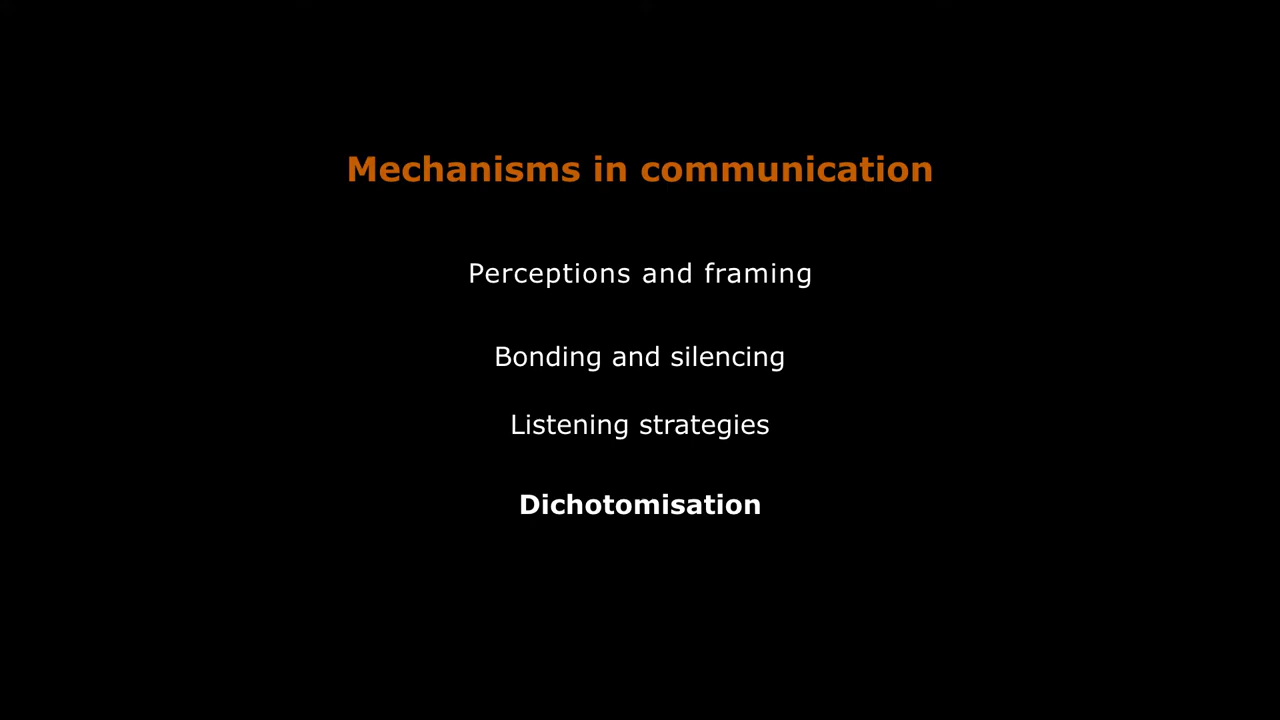 Mechanisms in communication
Perceptions and framing
Bonding and silencing
Listening strategies
Dichotomisation